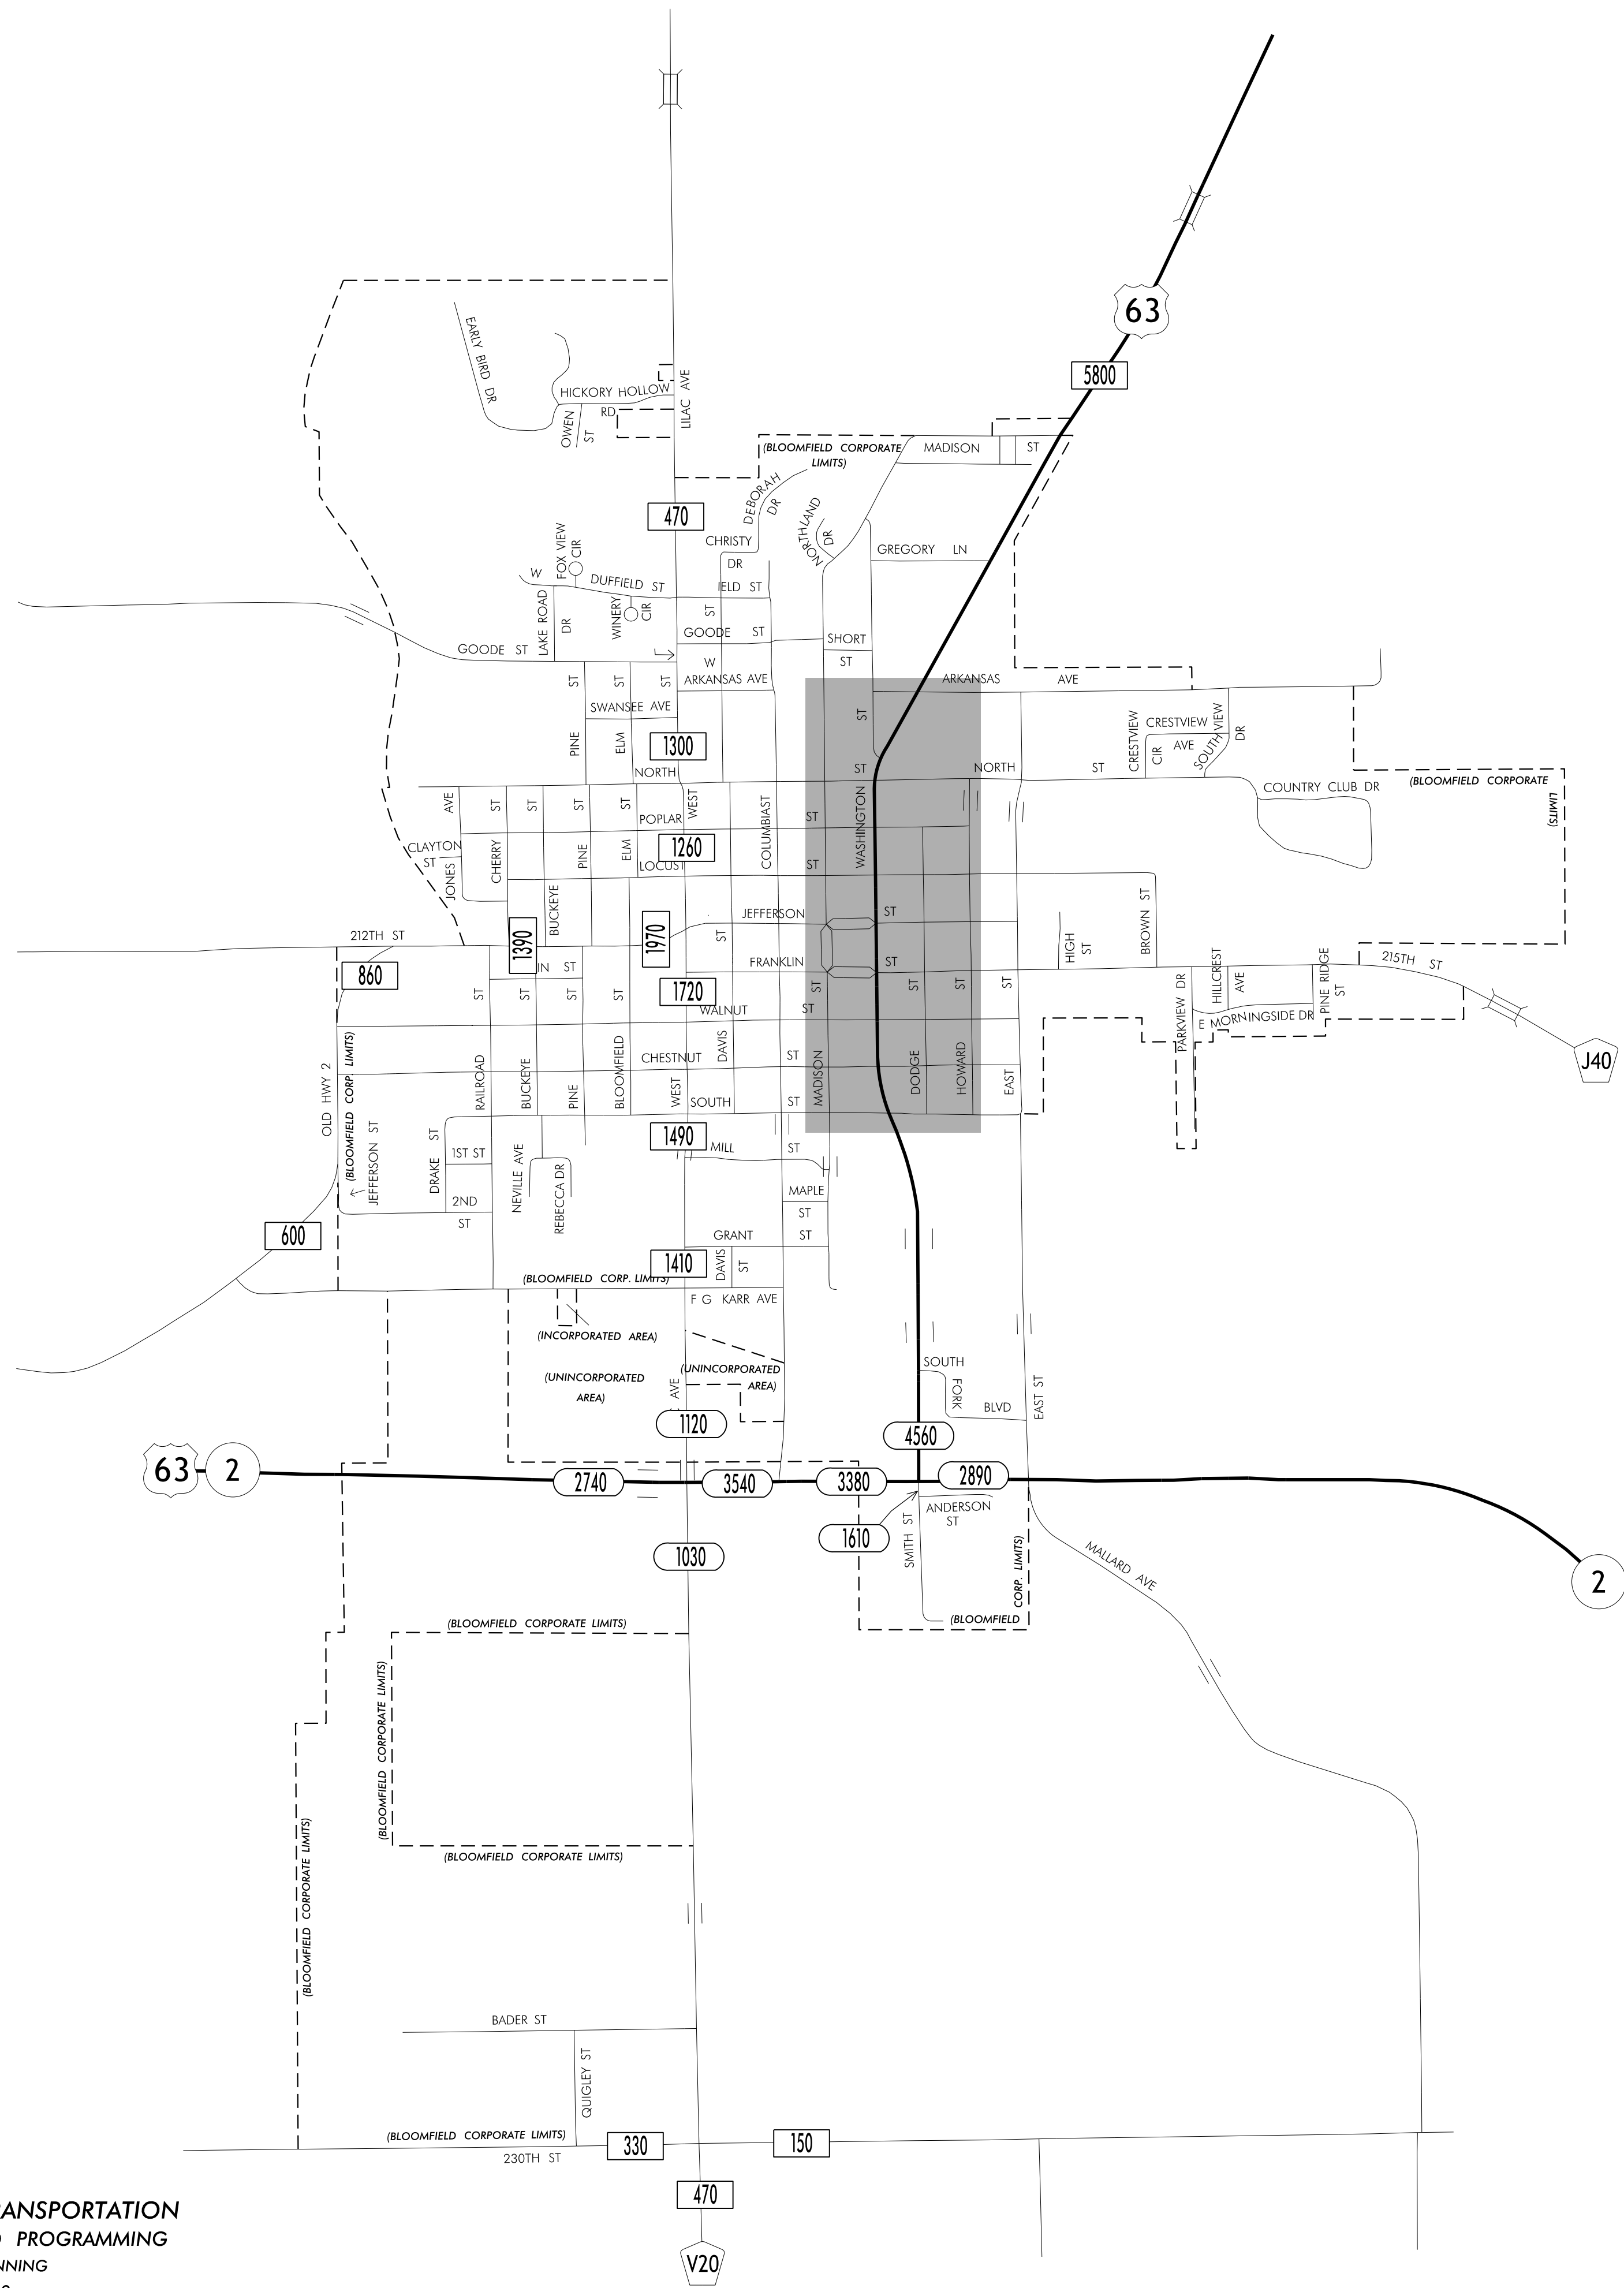 63
5800
EARLY BIRD DR
HICKORY HOLLOW
RD
OWEN
ST
LILAC AVE
(BLOOMFIELD CORPORATE
LIMITS)
MADISON ST
470
DEBORAH
DR
NORTHLAND
DR
CHRISTY
DR
GREGORY LN
FOX VIEW
CIR
W
DUFFIELD ST
IELD ST
LAKE ROAD
DR
WINERY
CIR
ST
GOODE ST
SHORT
ST
GOODE ST
W
ARKANSAS AVE
ARKANSAS AVE
ST
ST
ST
SWANSEE AVE
ST
PINE
ELM
1300
CRESTVIEW
CIR
CRESTVIEW
AVE
SOUTH VIEW
DR
NORTH
ST
NORTH ST
COUNTRY CLUB DR
(BLOOMFIELD CORPORATE
LIMITS)
AVE
ST
ST
ST
ST
WEST
POPLAR
ST
COLUMBIA
ST
WASHINGTON
CLAYTON
ST
JONES
CHERRY
PINE
ELM
1260
LOCUST
ST
BUCKEYE
JEFFERSON
ST
212TH ST
1390
1970
ST
HIGH
ST
BROWN ST
860
IN ST
FRANKLIN
ST
215TH ST
ST
ST
ST
ST
1720
ST
ST
ST
ST
PARKVIEW DR
HILLCREST
AVE
PINE RIDGE
ST
WALNUT
ST
E MORNINGSIDE DR
J40
OLD HWY 2
(BLOOMFIELD CORP. LIMITS)
CHESTNUT
DAVIS
ST
RAILROAD
BUCKEYE
PINE
BLOOMFIELD
WEST
SOUTH
ST
MADISON
DODGE
HOWARD
EAST
JEFFERSON ST
DRAKE ST
1ST ST
2ND
ST
NEVILLE AVE
REBECCA DR
1490
MILL
ST
MAPLE
ST
600
GRANT
ST
1410
DAVIS
ST
(BLOOMFIELD CORP. LIMITS)
F G KARR AVE
(INCORPORATED AREA)
(UNINCORPORATED
AREA)
(UNINCORPORATED
AREA)
AVE
SOUTH
FORK
BLVD
EAST ST
1120
4560
63
2
2740
3540
3380
2890
ANDERSON
ST
SMITH ST
1610
1030
MALLARD AVE
2
CORP. LIMITS)
(BLOOMFIELD
(BLOOMFIELD CORPORATE LIMITS)
(BLOOMFIELD CORPORATE LIMITS)
(BLOOMFIELD CORPORATE LIMITS)
(BLOOMFIELD CORPORATE LIMITS)
BADER ST
QUIGLEY ST
(BLOOMFIELD CORPORATE LIMITS)
230TH ST
330
150
470
V20
RANSPORTATION
PROGRAMMING
NNING